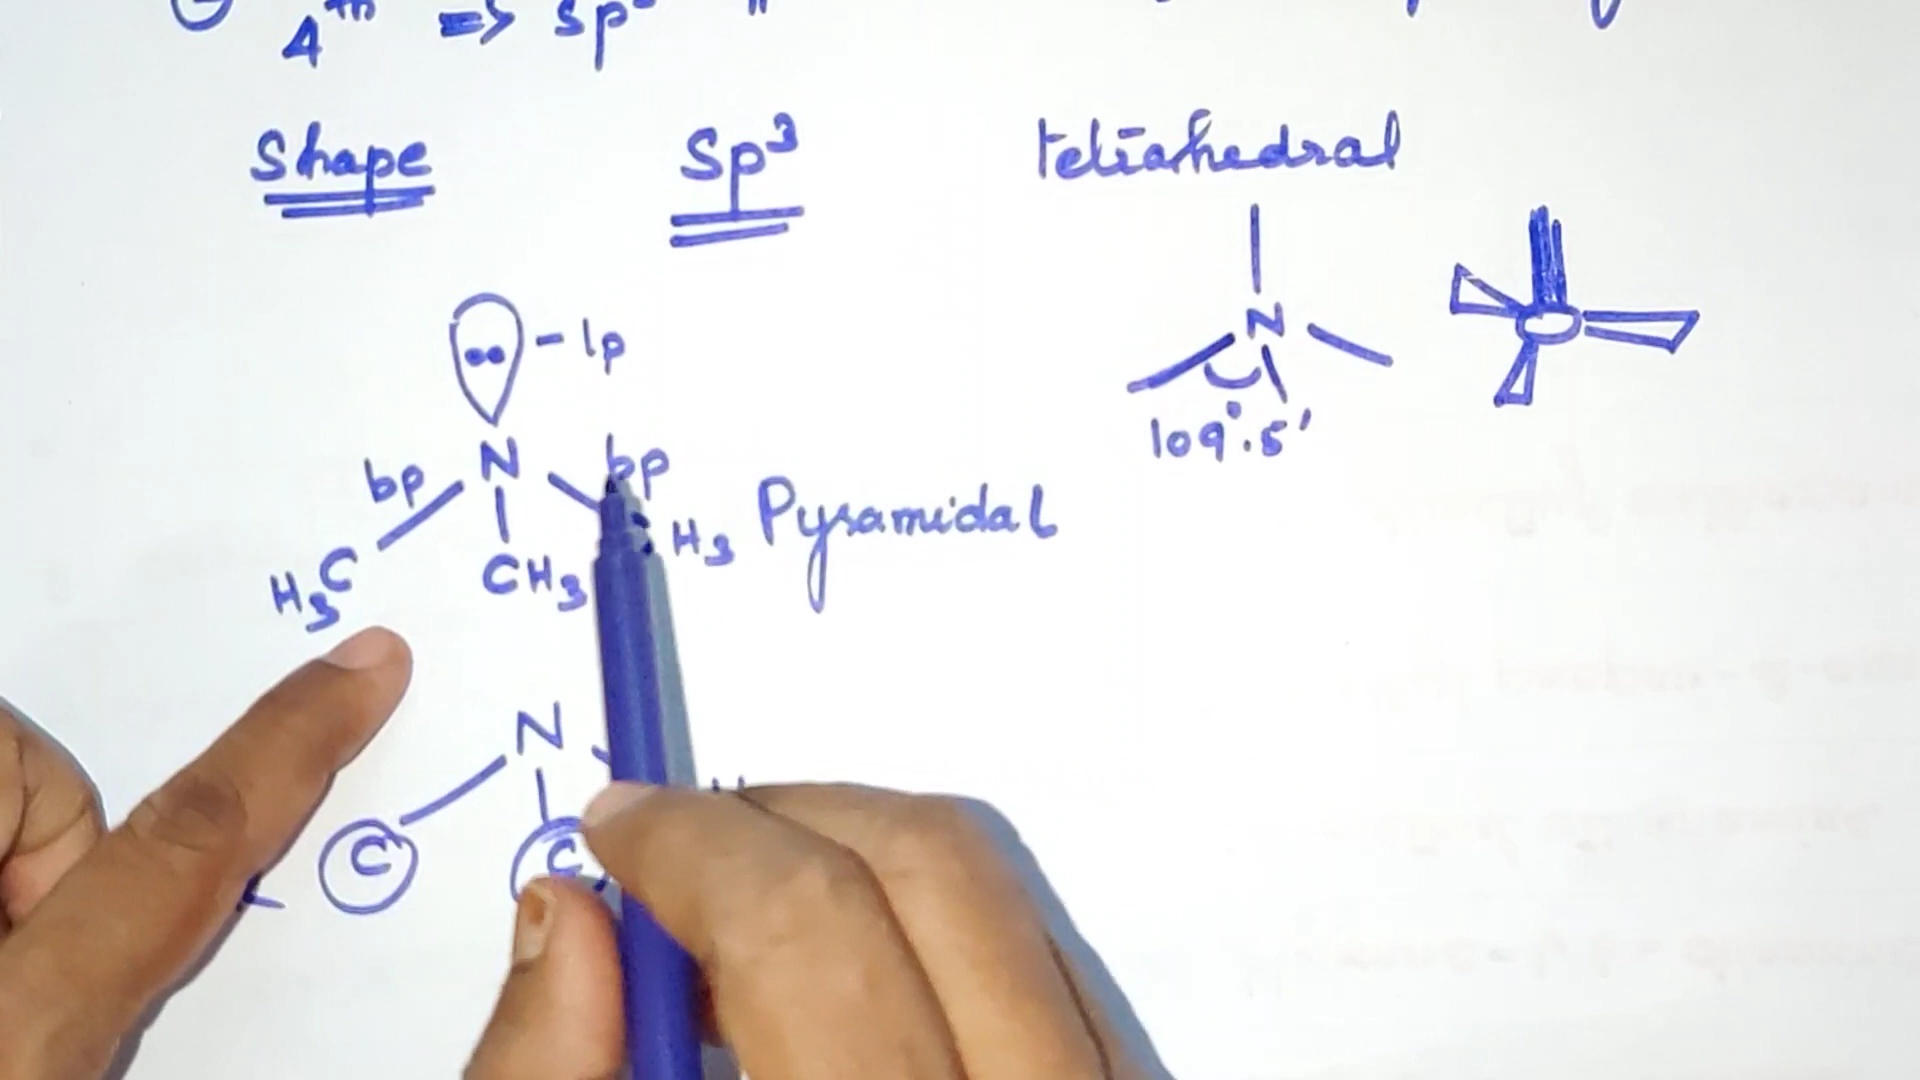 4th => sp
Shape
Sp³
tetrahedral
N
109°.5'
•• - lp
bp N bp
H₃C CH₃ H₃
Pyramidal
N
C C